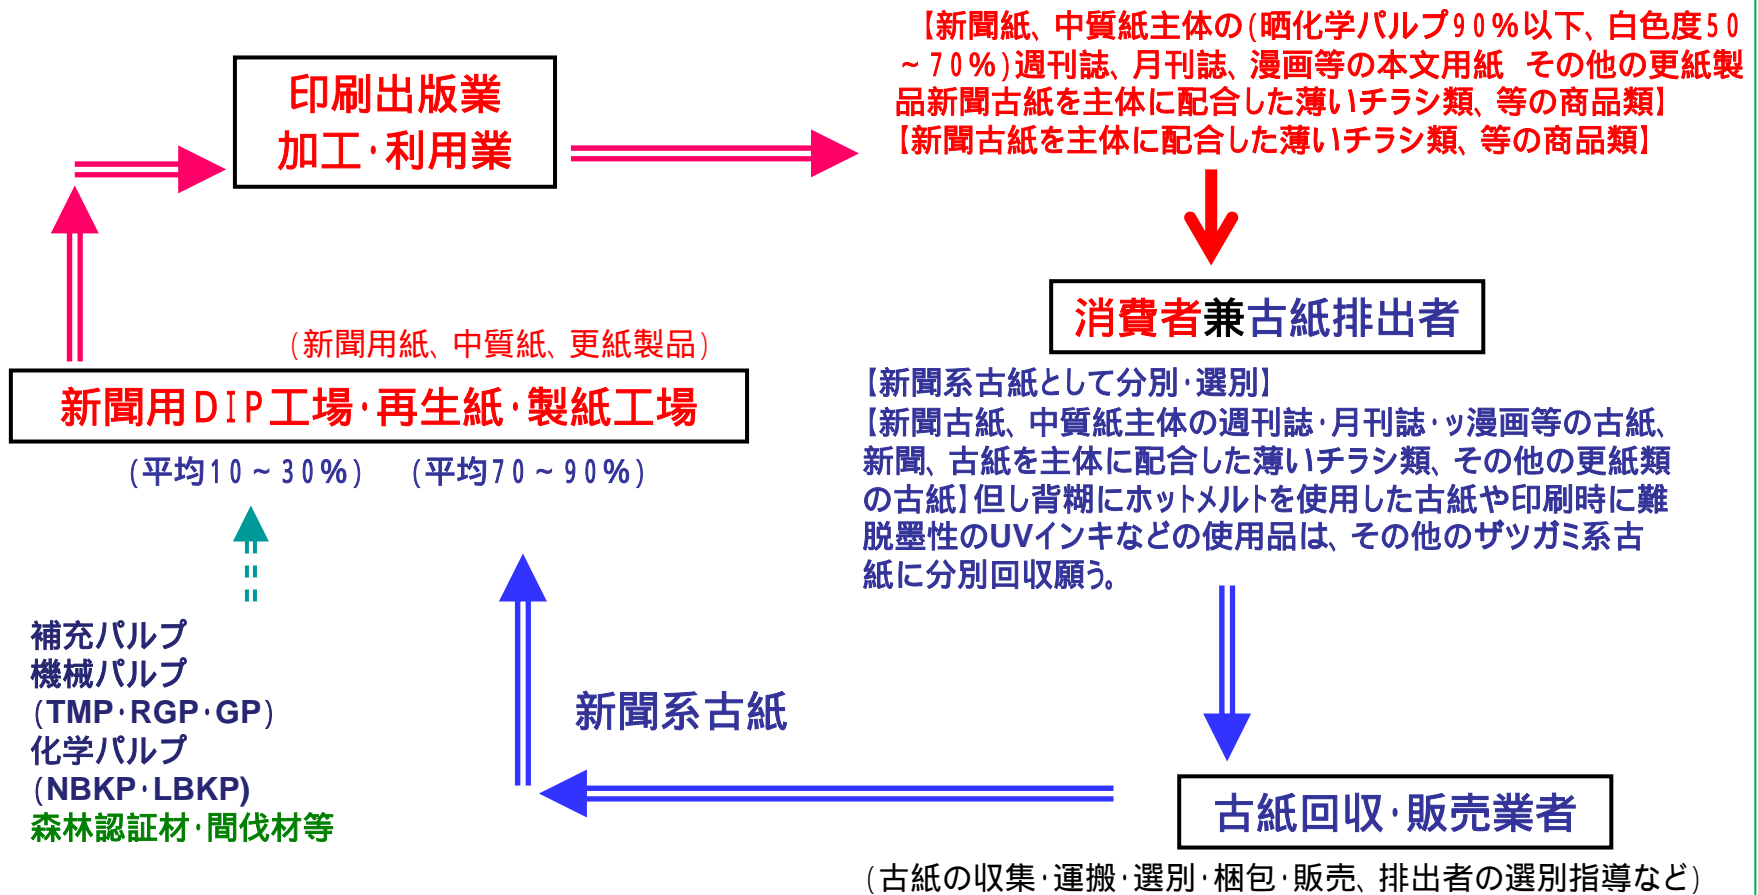 【新聞紙、中質紙主体の(晒化学パルプ90%以下、白色度50
~70%)週刊誌、月刊誌、漫画等の本文用紙 その他の更紙製
品新聞古紙を主体に配合した薄いチラシ類、等の商品類】
【新聞古紙を主体に配合した薄いチラシ類、等の商品類】
印刷出版業
加工・利用業
消費者兼古紙排出者
(新聞用紙、中質紙、更紙製品)
新聞用DIP工場・再生紙・製紙工場
(平均10~30%) (平均70~90%)
【新聞系古紙として分別・選別】
【新聞古紙、中質紙主体の週刊誌・月刊誌・ッ漫画等の古紙、
新聞、古紙を主体に配合した薄いチラシ類、その他の更紙類
の古紙】但し背糊にホットメルトを使用した古紙や印刷時に難
脱墨性のUVインキなどの使用品は、その他のザツガミ系古
紙に分別回収願う。
補充パルプ
機械パルプ
(TMP・RGP・GP)
化学パルプ
(NBKP・LBKP)
森林認証材・間伐材等
新聞系古紙
古紙回収・販売業者
(古紙の収集・運搬・選別・梱包・販売、排出者の選別指導など)